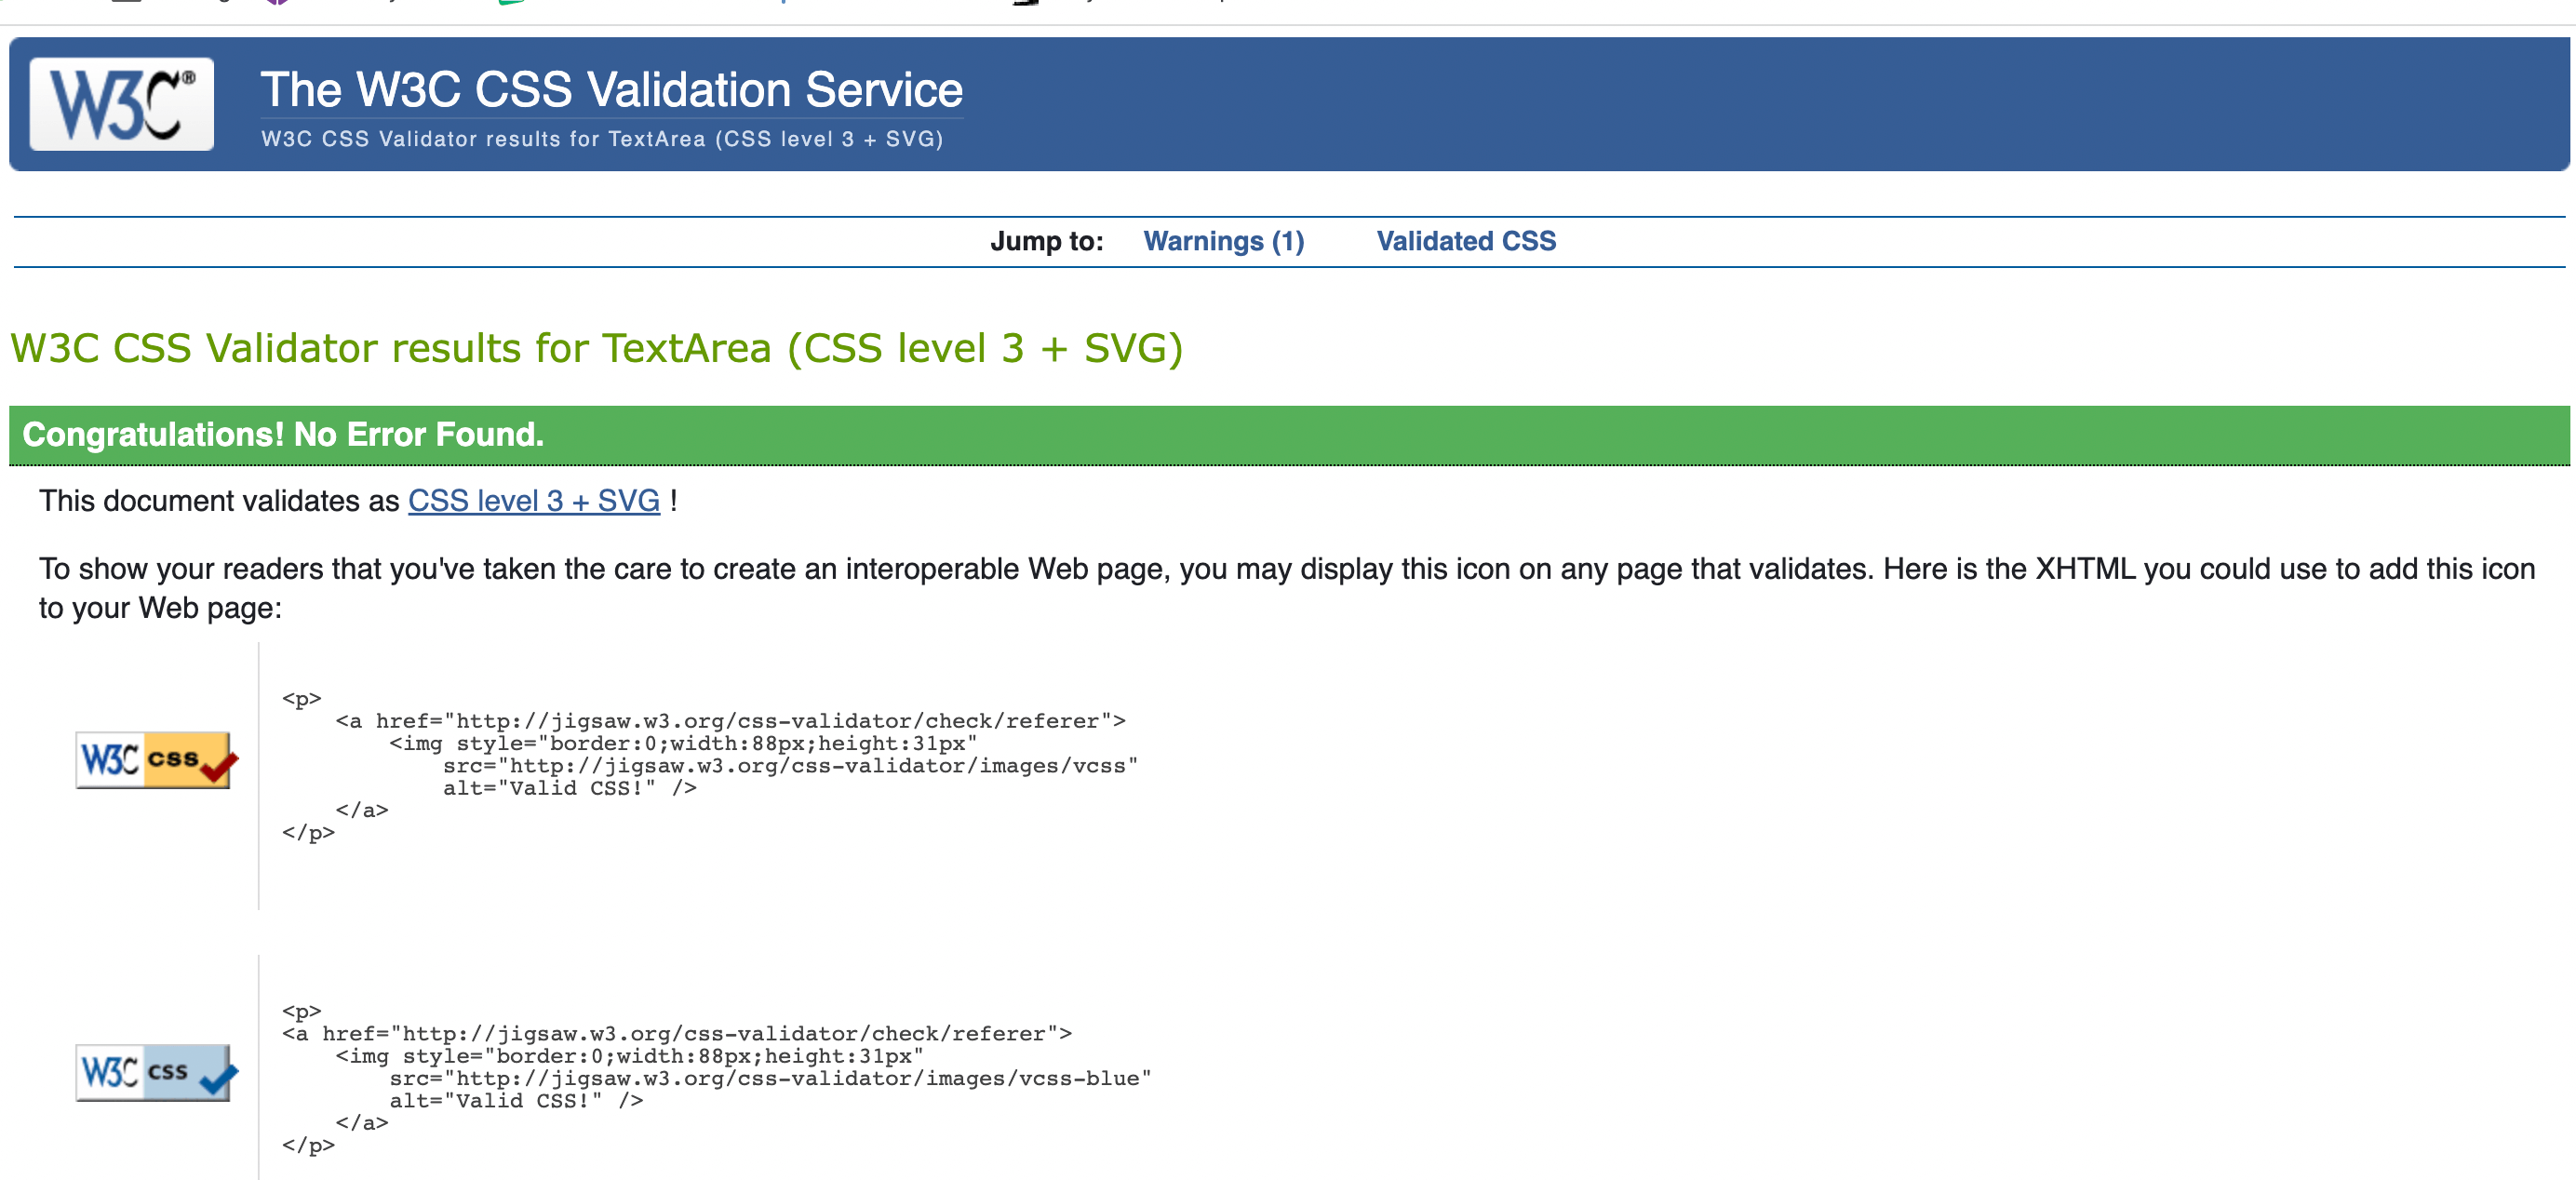 W3C®
The W3C CSS Validation Service
W3C CSS Validator results for TextArea (CSS level 3 + SVG)
Jump to: Warnings (1) Validated CSS
W3C CSS Validator results for TextArea (CSS level 3 + SVG)
Congratulations! No Error Found.
This document validates as CSS level 3 + SVG !
To show your readers that you've taken the care to create an interoperable Web page, you may display this icon on any page that validates. Here is the XHTML you could use to add this icon
to your Web page:
W3C css
<p>
    <a href="http://jigsaw.w3.org/css-validator/check/referer">
        <img style="border:0;width:88px;height:31px"
            src="http://jigsaw.w3.org/css-validator/images/vcss"
            alt="Valid CSS!" />
    </a>
</p>
W3C css
<p>
<a href="http://jigsaw.w3.org/css-validator/check/referer">
    <img style="border:0;width:88px;height:31px"
        src="http://jigsaw.w3.org/css-validator/images/vcss-blue"
        alt="Valid CSS!" />
    </a>
</p>